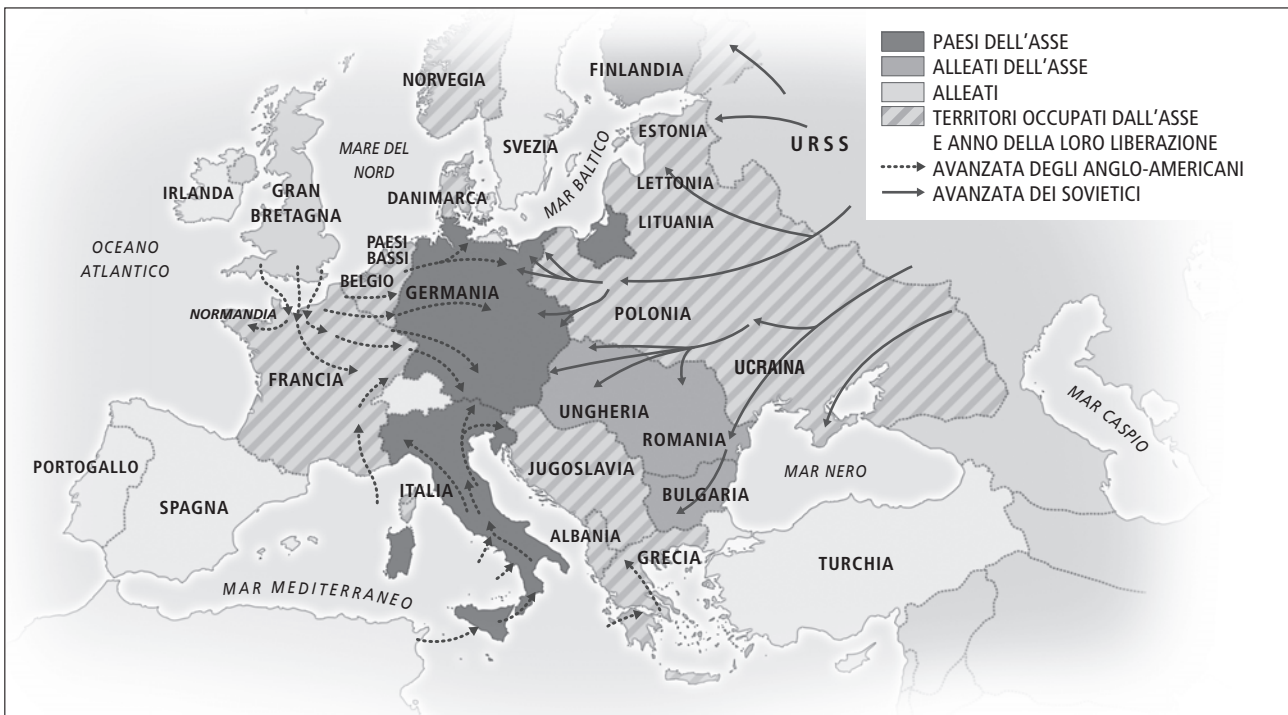 PAESI DELL'ASSE
ALLEATI DELL'ASSE
ALLEATI
TERRITORI OCCUPATI DALL'ASSE
E ANNO DELLA LORO LIBERAZIONE
AVANZATA DEGLI ANGLO-AMERICANI
AVANZATA DEI SOVIETICI
NORVEGIA
FINLANDIA
SVEZIA
ESTONIA
URSS
MARE DEL
NORD
MAR BALTICO
LETTONIA
IRLANDA
GRAN
BRETAGNA
DANIMARCA
LITUANIA
OCEANO
ATLANTICO
PAESI
BASSI
BELGIO
GERMANIA
NORMANDIA
POLONIA
FRANCIA
UCRAINA
UNGHERIA
ROMANIA
MAR CASPIO
PORTOGALLO
SPAGNA
ITALIA
JUGOSLAVIA
MAR NERO
BULGARIA
ALBANIA
GRECIA
TURCHIA
MAR MEDITERRANEO